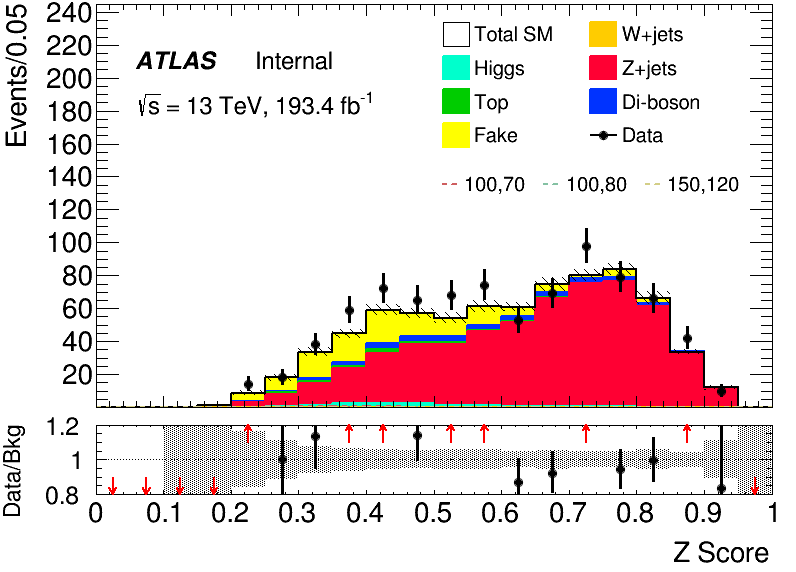 Events/0.05
240
220
200
180
160
140
120
100
80
60
40
20
ATLAS Internal
√s = 13 TeV, 193.4 fb-1
Total SM W+jets
Higgs Z+jets
Top Di-boson
Fake Data
100,70 100,80 150,120
Data/Bkg
1.2
1
0.8
0 0.1 0.2 0.3 0.4 0.5 0.6 0.7 0.8 0.9 1
Z Score